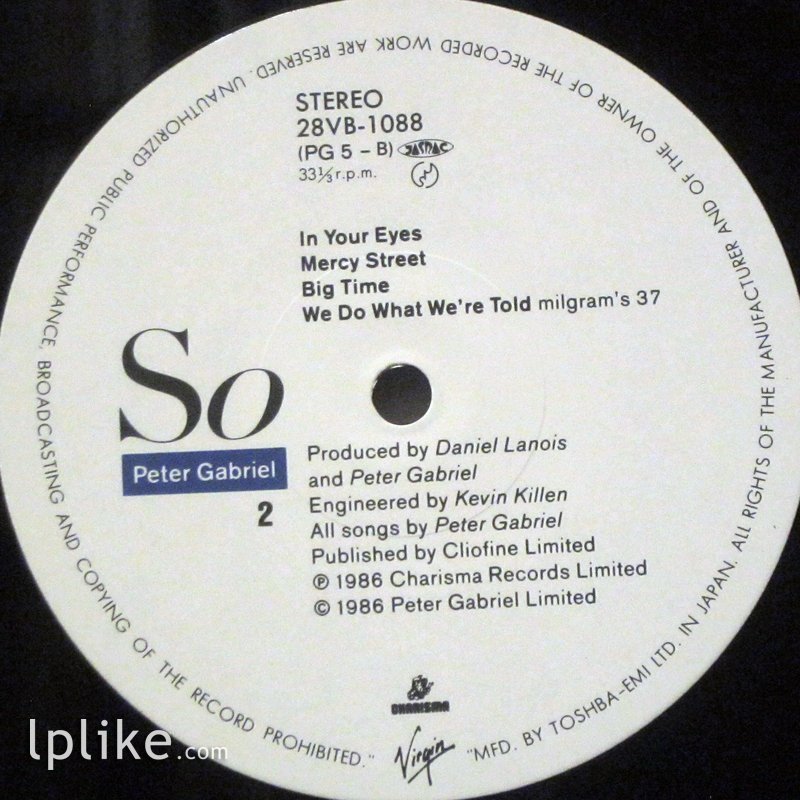 STEREO
28VB-1088
(PG 5 – B) JASRAC
33⅓ r.p.m.
In Your Eyes
Mercy Street
Big Time
We Do What We're Told milgram's 37
So
Peter Gabriel
2
Produced by Daniel Lanois
and Peter Gabriel
Engineered by Kevin Killen
All songs by Peter Gabriel
Published by Cliofine Limited
℗ 1986 Charisma Records Limited
© 1986 Peter Gabriel Limited
CHARISMA
Virgin
"MFD. BY TOSHBA-EMI LTD. IN JAPAN. ALL RIGHTS OF THE MANUFACTURER AND OF THE OWNER OF THE RECORDED WORK ARE RESERVED. UNAUTHORIZED PUBLIC PERFORMANCE, BROADCASTING AND COPYING OF THE RECORD PROHIBITED."
lplike.com